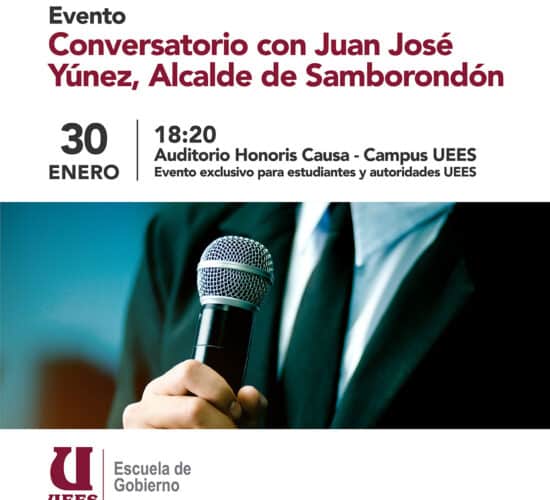 Evento
Conversatorio con Juan José
Yúnez, Alcalde de Samborondón
30
ENERO
18:20
Auditorio Honoris Causa - Campus UEES
Evento exclusivo para estudiantes y autoridades UEES
UEES
Escuela de
Gobierno